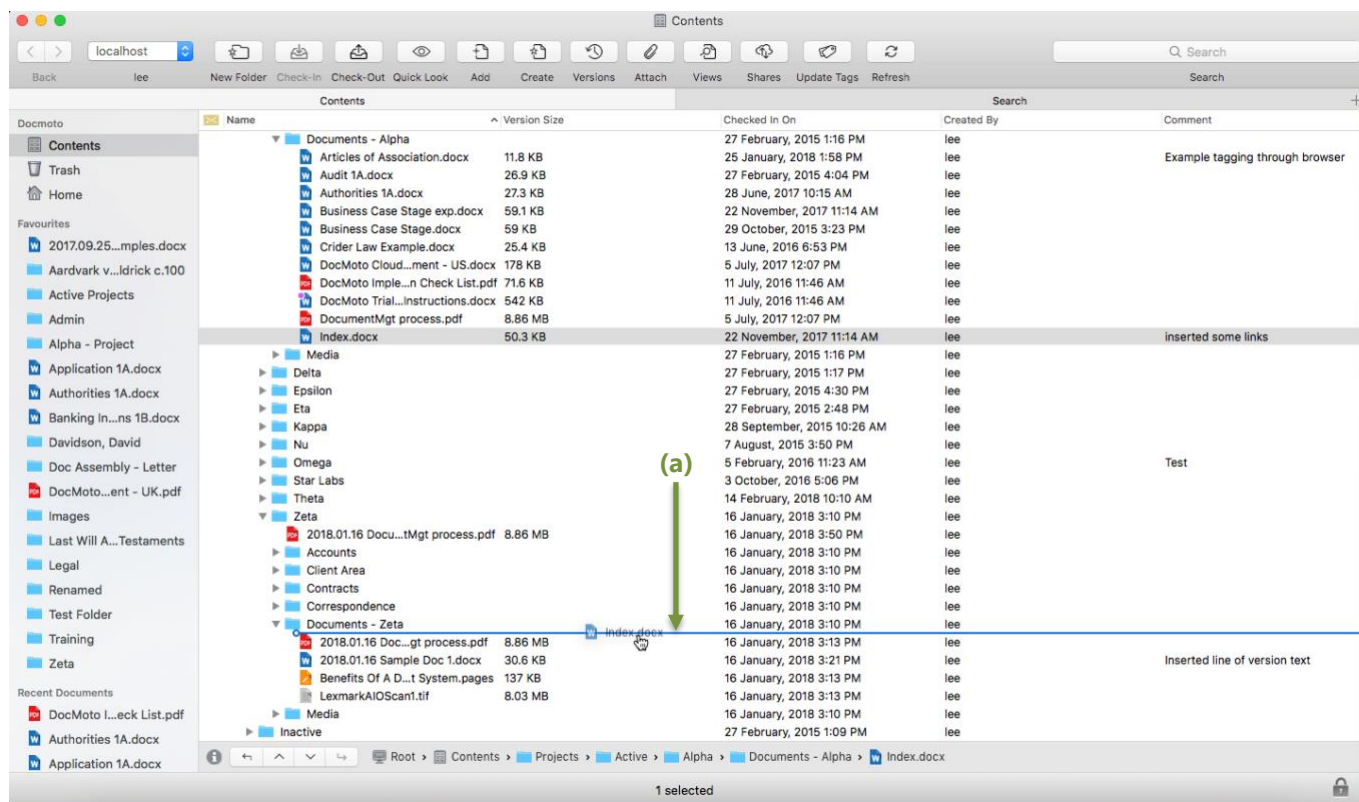 Contents
localhost
Search
Back lee New Folder Check-In Check-Out Quick Look Add Create Versions Attach Views Shares Update Tags Refresh Search
Contents Search +
Docmoto
Contents
Trash
Home
Favourites
2017.09.25...mples.docx
Aardvark v...ldrick c.100
Active Projects
Admin
Alpha - Project
Application 1A.docx
Authorities 1A.docx
Banking In...ns 1B.docx
Davidson, David
Doc Assembly - Letter
DocMoto...ent - UK.pdf
Images
Last Will A...Testaments
Legal
Renamed
Test Folder
Training
Zeta
Recent Documents
DocMoto I...eck List.pdf
Authorities 1A.docx
Application 1A.docx
Name Version Size Checked In On Created By Comment
Documents - Alpha 27 February, 2015 1:16 PM lee
Articles of Association.docx 11.8 KB 25 January, 2018 1:58 PM lee Example tagging through browser
Audit 1A.docx 26.9 KB 27 February, 2015 4:04 PM lee
Authorities 1A.docx 27.3 KB 28 June, 2017 10:15 AM lee
Business Case Stage exp.docx 59.1 KB 22 November, 2017 11:14 AM lee
Business Case Stage.docx 59 KB 29 October, 2015 3:23 PM lee
Crider Law Example.docx 25.4 KB 13 June, 2016 6:53 PM lee
DocMoto Cloud...ment - US.docx 178 KB 5 July, 2017 12:07 PM lee
DocMoto Imple...n Check List.pdf 71.6 KB 11 July, 2016 11:46 AM lee
DocMoto Trial...Instructions.docx 542 KB 11 July, 2016 11:46 AM lee
DocumentMgt process.pdf 8.86 MB 5 July, 2017 12:07 PM lee
Index.docx 50.3 KB 22 November, 2017 11:14 AM lee inserted some links
Media 27 February, 2015 1:16 PM lee
Delta 27 February, 2015 1:17 PM lee
Epsilon 27 February, 2015 4:30 PM lee
Eta 27 February, 2015 2:48 PM lee
Kappa 28 September, 2015 10:26 AM lee
Nu 7 August, 2015 3:50 PM lee
Omega (a) 5 February, 2016 11:23 AM lee Test
Star Labs 3 October, 2016 5:06 PM lee
Theta 14 February, 2018 10:10 AM lee
Zeta 16 January, 2018 3:10 PM lee
2018.01.16 Docu...tMgt process.pdf 8.86 MB 16 January, 2018 3:50 PM lee
Accounts 16 January, 2018 3:10 PM lee
Client Area 16 January, 2018 3:10 PM lee
Contracts 16 January, 2018 3:10 PM lee
Correspondence 16 January, 2018 3:10 PM lee
Documents - Zeta 16 January, 2018 3:10 PM lee
Index.docx
2018.01.16 Doc...gt process.pdf 8.86 MB 16 January, 2018 3:13 PM lee
2018.01.16 Sample Doc 1.docx 30.6 KB 16 January, 2018 3:21 PM lee Inserted line of version text
Benefits Of A D...t System.pages 137 KB 16 January, 2018 3:13 PM lee
LexmarkAIOScan1.tif 8.03 MB 16 January, 2018 3:13 PM lee
Media 16 January, 2018 3:10 PM lee
Inactive 27 February, 2015 1:09 PM lee
Root › Contents › Projects › Active › Alpha › Documents - Alpha › Index.docx
1 selected